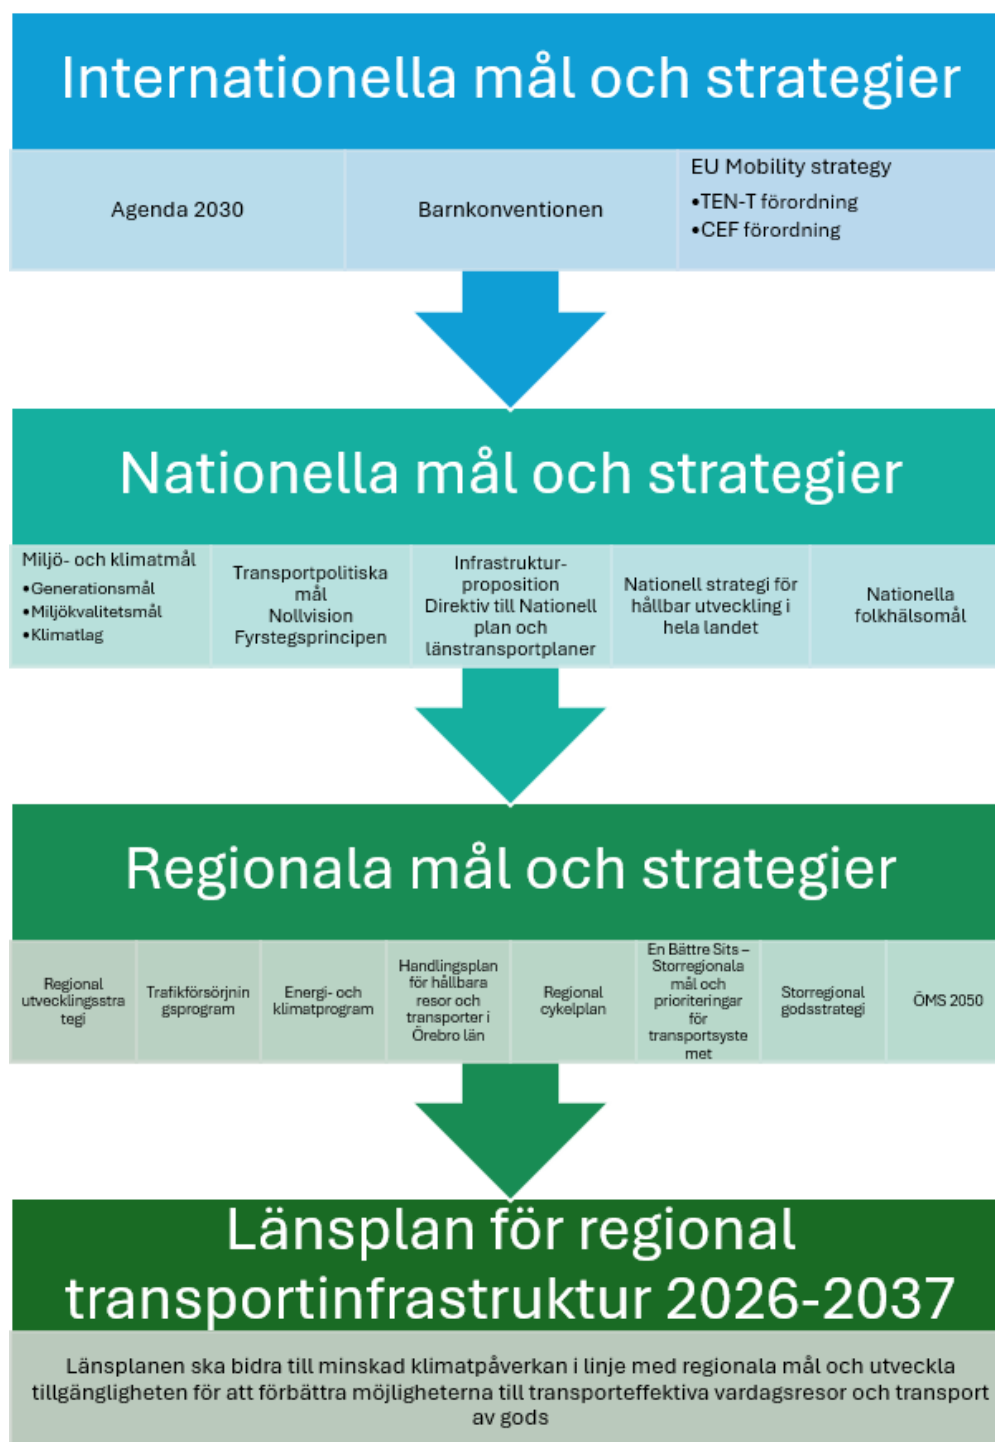 Internationella mål och strategier
Agenda 2030
Barnkonventionen
EU Mobility strategy
•TEN-T förordning
•CEF förordning
Nationella mål och strategier
Miljö- och klimatmål
•Generationsmål
•Miljökvalitetsmål
•Klimatlag
Transportpolitiska
mål
Nollvision
Fyrstegsprincipen
Infrastruktur-
proposition
Direktiv till Nationell
plan och
länstransportplaner
Nationell strategi för
hållbar utveckling i
hela landet
Nationella
folkhälsomål
Regionala mål och strategier
Regional
utvecklingsstra
tegi
Trafikförsörjnin
gsprogram
Energi- och
klimatprogram
Handlingsplan
för hållbara
resor och
transporter i
Örebro län
Regional
cykelplan
En Bättre Sits –
Storregionala
mål och
prioriteringar
för
transportsyste
met
Storregional
godsstrategi
ÖMS 2050
Länsplan för regional
transportinfrastruktur 2026-2037
Länsplanen ska bidra till minskad klimatpåverkan i linje med regionala mål och utveckla
tillgängligheten för att förbättra möjligheterna till transporteffektiva vardagsresor och transport
av gods